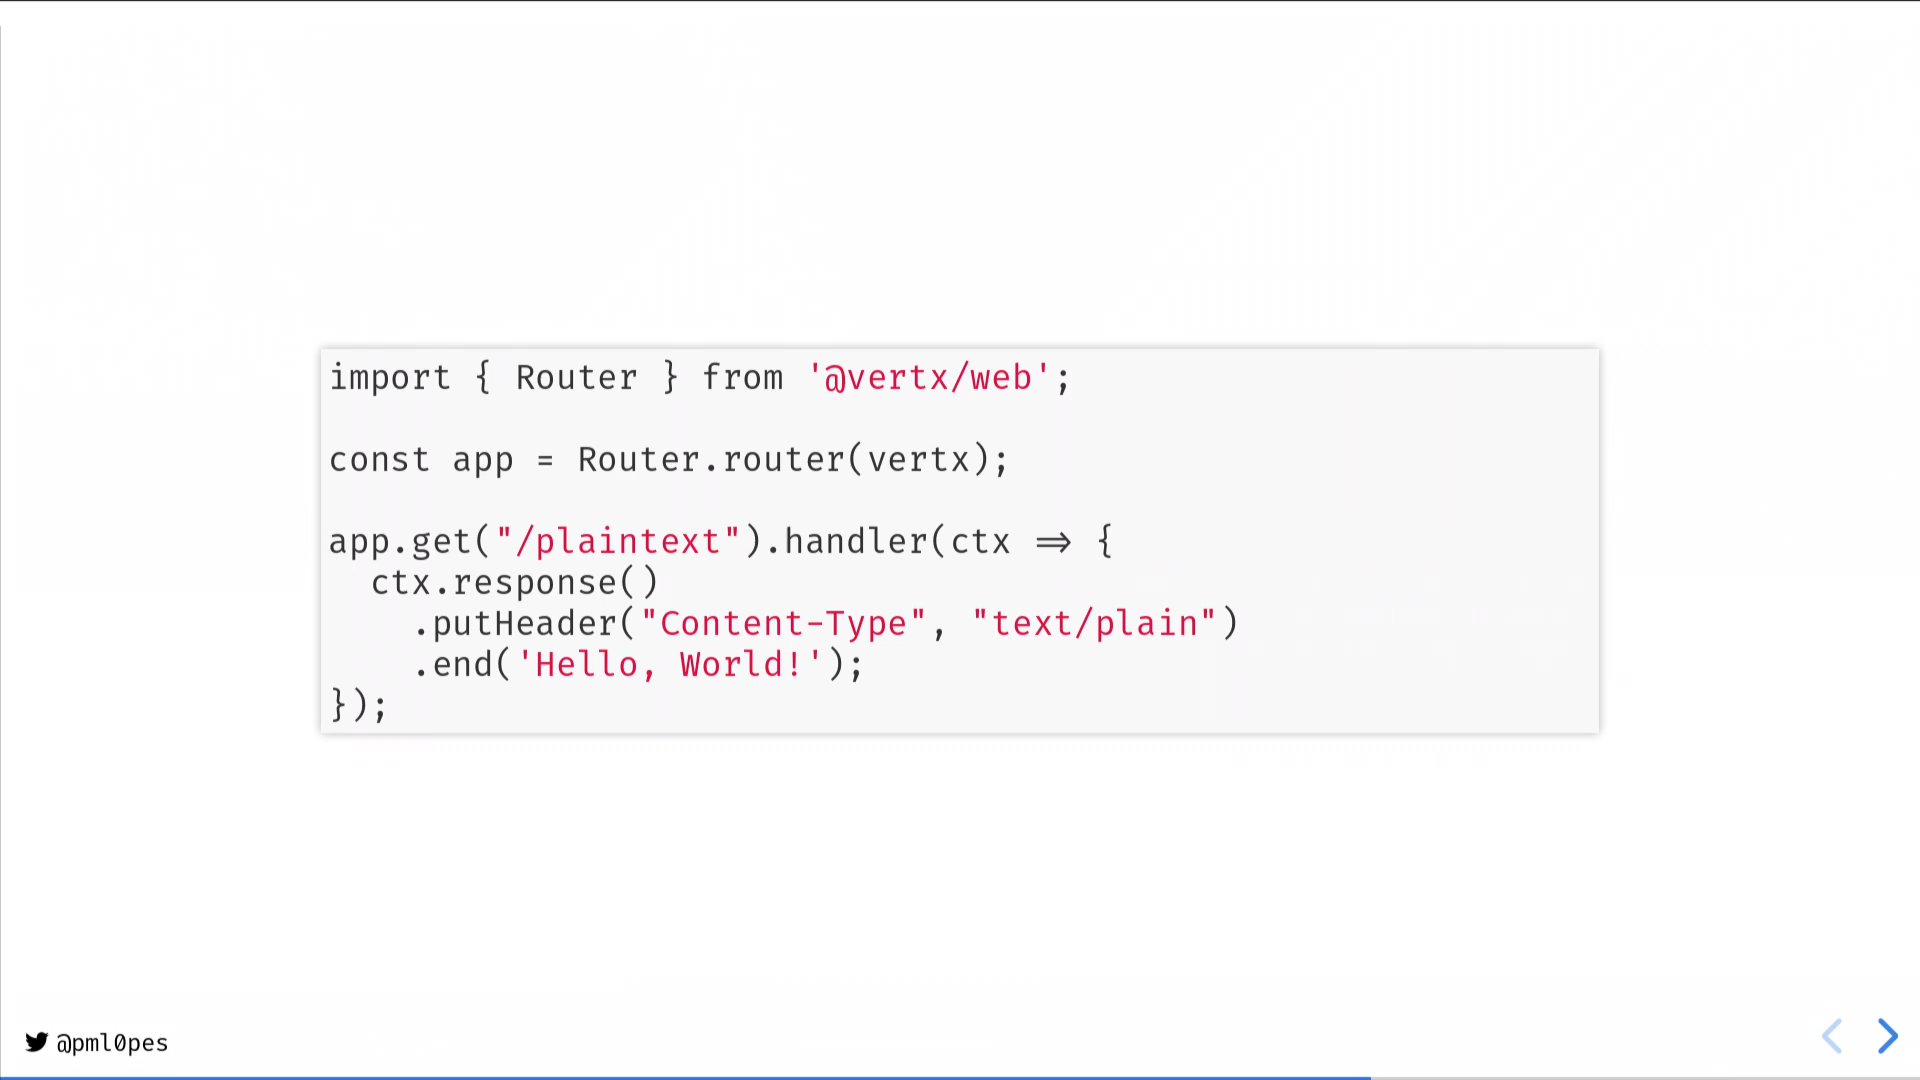 import { Router } from '@vertx/web';
const app = Router.router(vertx);
app.get("/plaintext").handler(ctx => {
  ctx.response()
    .putHeader("Content-Type", "text/plain")
    .end('Hello, World!');
});
@pml0pes